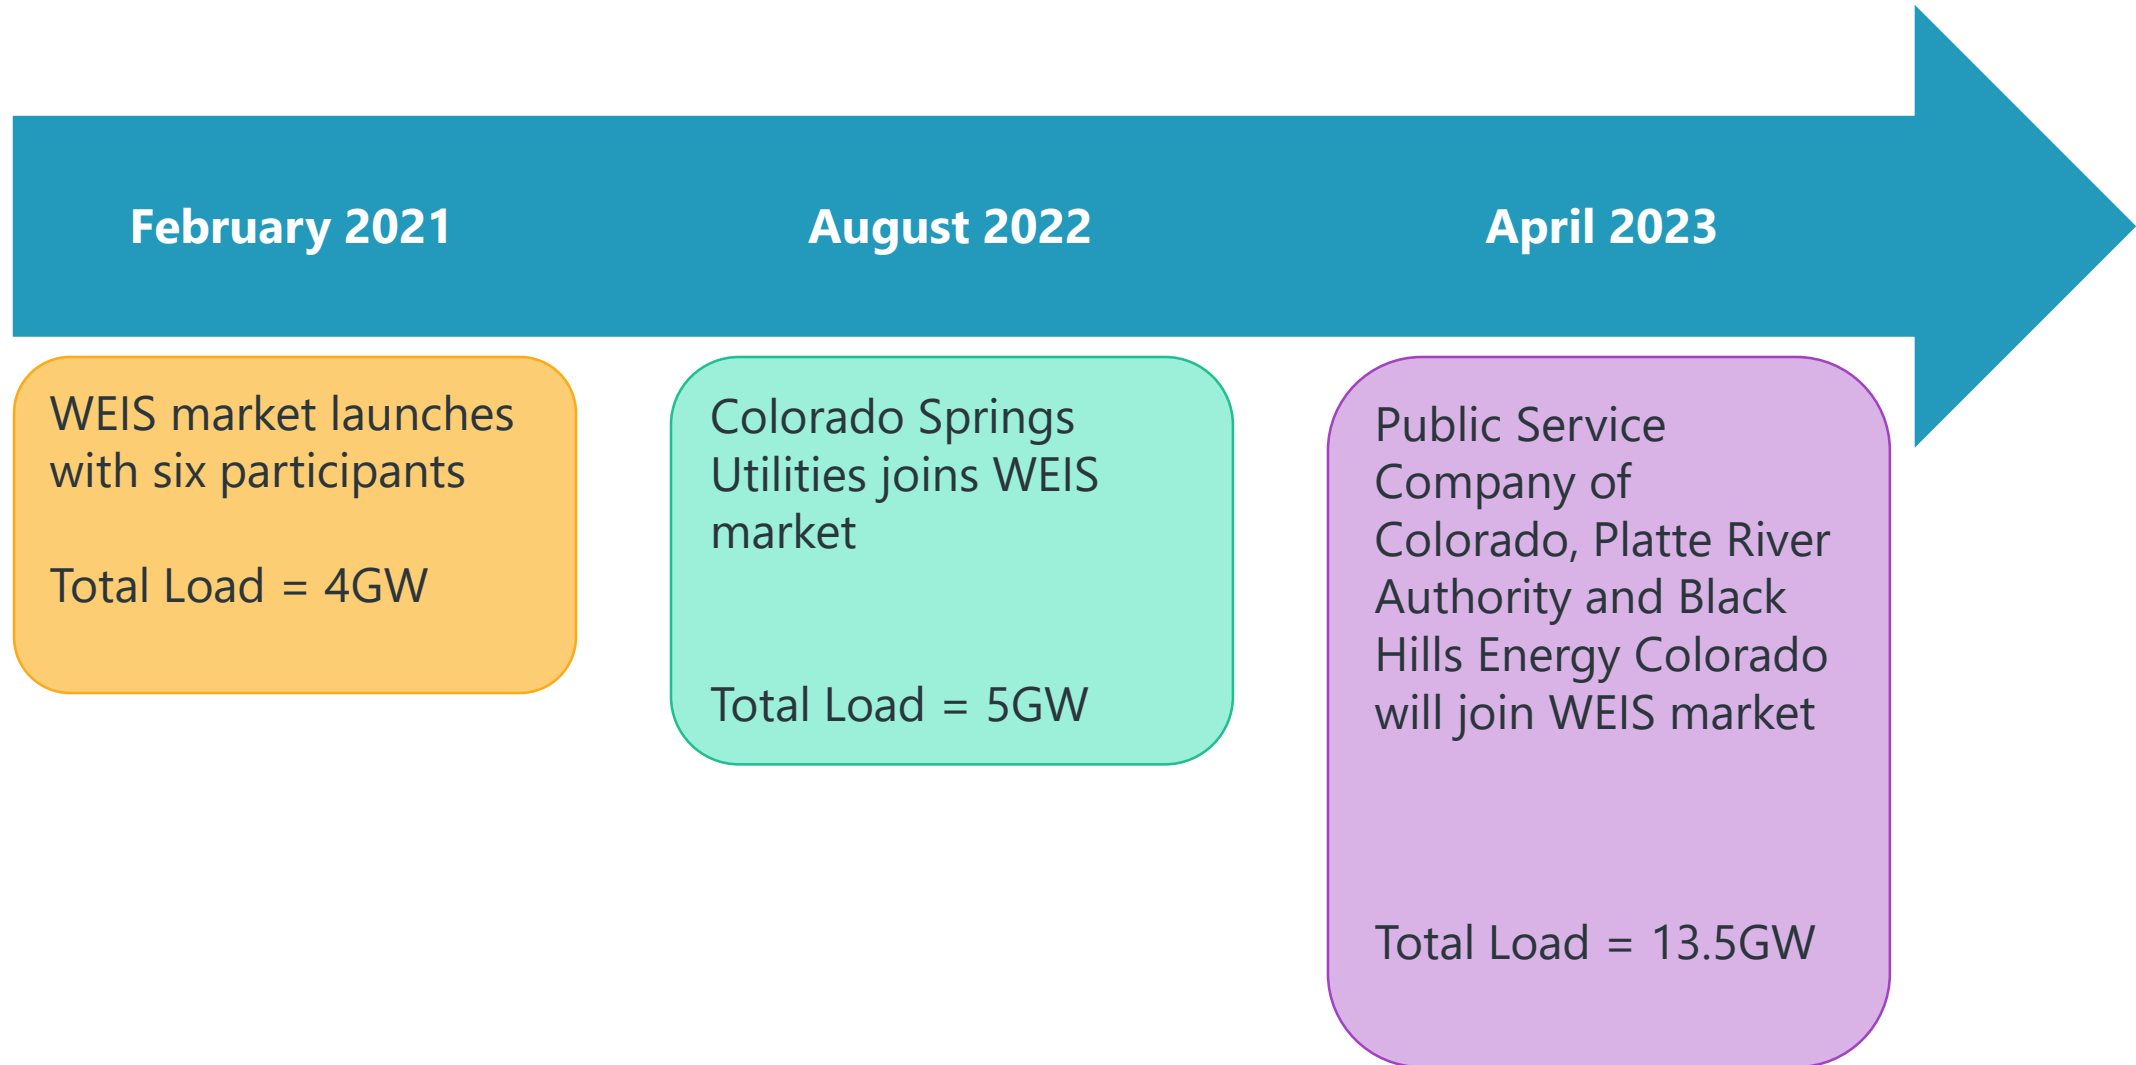 February 2021
August 2022
April 2023
WEIS market launches
with six participants
Total Load = 4GW
Colorado Springs
Utilities joins WEIS
market
Total Load = 5GW
Public Service
Company of
Colorado, Platte River
Authority and Black
Hills Energy Colorado
will join WEIS market
Total Load = 13.5GW